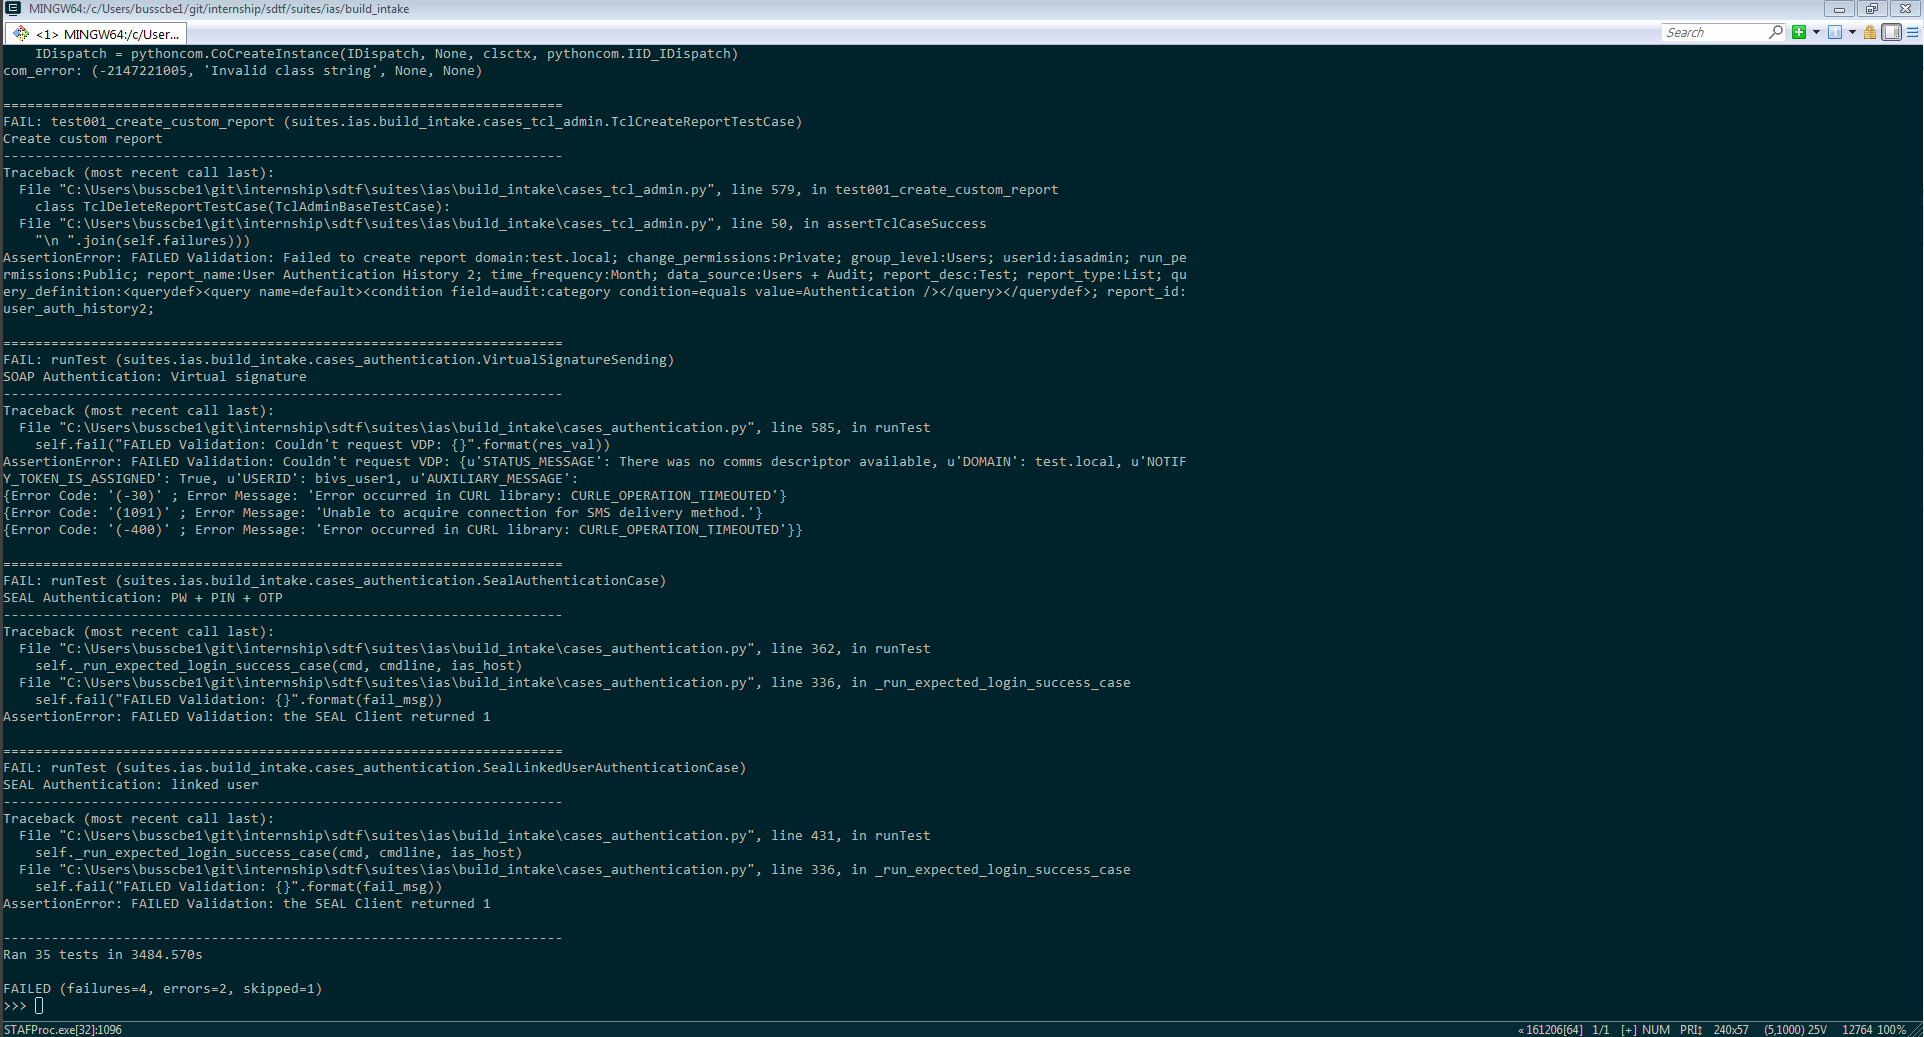 MINGW64:/c/Users/busscbe1/git/internship/sdtf/suites/ias/build_intake
<1> MINGW64:/c/User...
Search
IDispatch = pythoncom.CoCreateInstance(IDispatch, None, clsctx, pythoncom.IID_IDispatch)
com_error: (-2147221005, 'Invalid class string', None, None)
======================================================================
FAIL: test001_create_custom_report (suites.ias.build_intake.cases_tcl_admin.TclCreateReportTestCase)
Create custom report
----------------------------------------------------------------------
Traceback (most recent call last):
File "C:\Users\busscbe1\git\internship\sdtf\suites\ias\build_intake\cases_tcl_admin.py", line 579, in test001_create_custom_report
class TclDeleteReportTestCase(TclAdminBaseTestCase):
File "C:\Users\busscbe1\git\internship\sdtf\suites\ias\build_intake\cases_tcl_admin.py", line 50, in assertTclCaseSuccess
"\n ".join(self.failures)))
AssertionError: FAILED Validation: Failed to create report domain:test.local; change_permissions:Private; group_level:Users; userid:iasadmin; run_pe
rmissions:Public; report_name:User Authentication History 2; time_frequency:Month; data_source:Users + Audit; report_desc:Test; report_type:List; qu
ery_definition:<querydef><query name=default><condition field=audit:category condition=equals value=Authentication /></query></querydef>; report_id:
user_auth_history2;
======================================================================
FAIL: runTest (suites.ias.build_intake.cases_authentication.VirtualSignatureSending)
SOAP Authentication: Virtual signature
----------------------------------------------------------------------
Traceback (most recent call last):
File "C:\Users\busscbe1\git\internship\sdtf\suites\ias\build_intake\cases_authentication.py", line 585, in runTest
self.fail("FAILED Validation: Couldn't request VDP: {}".format(res_val))
AssertionError: FAILED Validation: Couldn't request VDP: {u'STATUS_MESSAGE': There was no comms descriptor available, u'DOMAIN': test.local, u'NOTIF
Y_TOKEN_IS_ASSIGNED': True, u'USERID': bivs_user1, u'AUXILIARY_MESSAGE':
{Error Code: '(-30)' ; Error Message: 'Error occurred in CURL library: CURLE_OPERATION_TIMEOUTED'}
{Error Code: '(1091)' ; Error Message: 'Unable to acquire connection for SMS delivery method.'}
{Error Code: '(-400)' ; Error Message: 'Error occurred in CURL library: CURLE_OPERATION_TIMEOUTED'}}
======================================================================
FAIL: runTest (suites.ias.build_intake.cases_authentication.SealAuthenticationCase)
SEAL Authentication: PW + PIN + OTP
----------------------------------------------------------------------
Traceback (most recent call last):
File "C:\Users\busscbe1\git\internship\sdtf\suites\ias\build_intake\cases_authentication.py", line 362, in runTest
self._run_expected_login_success_case(cmd, cmdline, ias_host)
File "C:\Users\busscbe1\git\internship\sdtf\suites\ias\build_intake\cases_authentication.py", line 336, in _run_expected_login_success_case
self.fail("FAILED Validation: {}".format(fail_msg))
AssertionError: FAILED Validation: the SEAL Client returned 1
======================================================================
FAIL: runTest (suites.ias.build_intake.cases_authentication.SealLinkedUserAuthenticationCase)
SEAL Authentication: linked user
----------------------------------------------------------------------
Traceback (most recent call last):
File "C:\Users\busscbe1\git\internship\sdtf\suites\ias\build_intake\cases_authentication.py", line 431, in runTest
self._run_expected_login_success_case(cmd, cmdline, ias_host)
File "C:\Users\busscbe1\git\internship\sdtf\suites\ias\build_intake\cases_authentication.py", line 336, in _run_expected_login_success_case
self.fail("FAILED Validation: {}".format(fail_msg))
AssertionError: FAILED Validation: the SEAL Client returned 1
----------------------------------------------------------------------
Ran 35 tests in 3484.570s
FAILED (failures=4, errors=2, skipped=1)
>>>
STAFProc.exe[32]:1096 « 161206[64] 1/1 [+] NUM PRI↕ 240x57 (5,1000) 25V 12764 100%